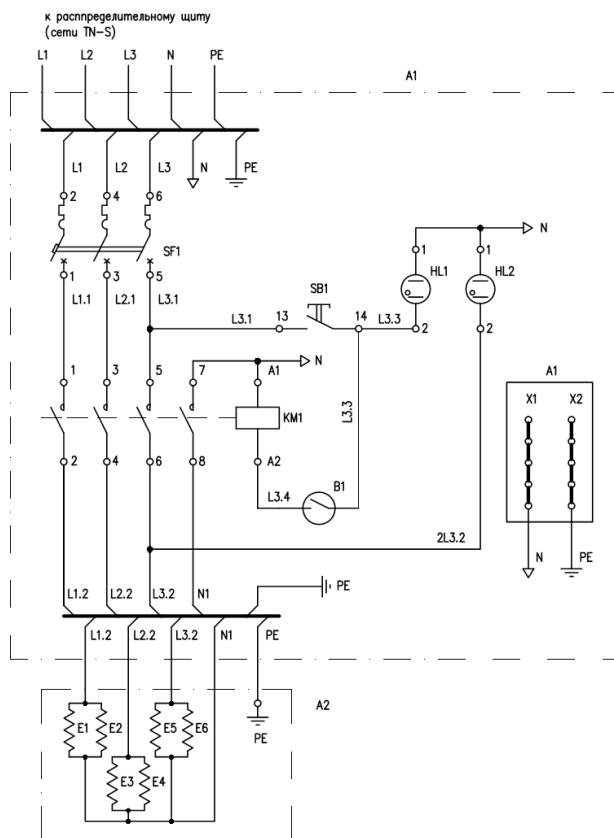 к расппределительному щиту
(сети TN-S)
L1 L2 L3 N PE
A1
L1 L2 L3 N PE
2 4 6
SF1
1 3 5
L1.1 L2.1 L3.1
N
1 1
HL1 HL2
2 2
SB1
L3.1 13 14 L3.3
1 3 5 7 A1 N
KM1
L3.3
2 4 6 8 A2
L3.4 B1
2L3.2
A1
X1 X2
N PE
L1.2 L2.2 L3.2 N1 PE
L1.2 L2.2 L3.2 N1 PE
A2
E1 E2 E5 E6
PE
E3 E4